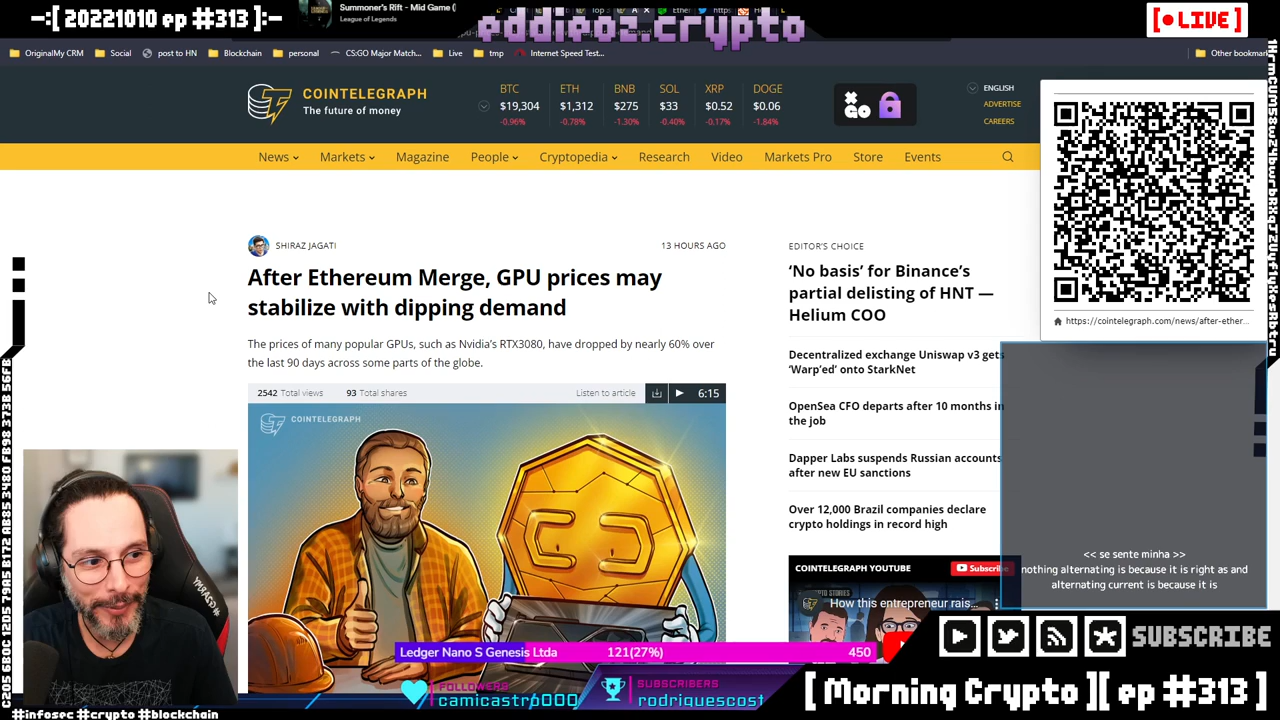 -:[ 20221010 ep #313 ]:-
Summoner's Rift - Mid Game (
League of Legends
eddieoz.crypto
[ ● LIVE ]
OriginalMy CRM
Social
post to HN
Blockchain
personal
CS:GO Major Match...
Live
tmp
Internet Speed Test...
Other bookmar
COINTELEGRAPH
The future of money
BTC ETH BNB SOL XRP DOGE
$19,304 $1,312 $275 $33 $0.52 $0.06
-0.96% -0.78% -1.30% -0.40% -0.17% -1.84%
ENGLISH
ADVERTISE
CAREERS
News Markets Magazine People Cryptopedia Research Video Markets Pro Store Events
SHIRAZ JAGATI
13 HOURS AGO
After Ethereum Merge, GPU prices may
stabilize with dipping demand
The prices of many popular GPUs, such as Nvidia's RTX3080, have dropped by nearly 60% over
the last 90 days across some parts of the globe.
2542 Total views 93 Total shares Listen to article 6:15
COINTELEGRAPH
EDITOR'S CHOICE
'No basis' for Binance's
partial delisting of HNT —
Helium COO
Decentralized exchange Uniswap v3 gets
'Warp'ed' onto StarkNet
OpenSea CFO departs after 10 months in
the job
Dapper Labs suspends Russian accounts
after new EU sanctions
Over 12,000 Brazil companies declare
crypto holdings in record high
COINTELEGRAPH YOUTUBE
Subscribe
How this entrepreneur rais...
https://cointelegraph.com/news/after-ether...
<< se sente minha >>
nothing alternating is because it is right as and
alternating current is because it is
Ledger Nano S Genesis Ltda 121(27%) 450
FOLLOWERS
camicastro000
SUBSCRIBERS
rodriguescost
SUBSCRIBE
[ Morning Crypto ][ ep #313 ]
#infosec #crypto #blockchain